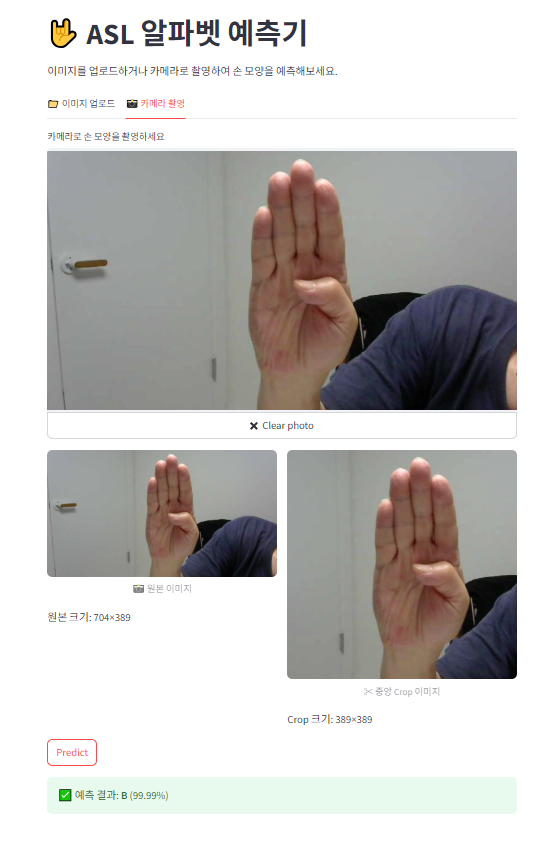 🤟 ASL 알파벳 예측기
이미지를 업로드하거나 카메라로 촬영하여 손 모양을 예측해보세요.
📂 이미지 업로드 📸 카메라 촬영
카메라로 손 모양을 촬영하세요
✖ Clear photo
📸 원본 이미지
원본 크기: 704×389
✂ 중앙 Crop 이미지
Crop 크기: 389×389
Predict
✅ 예측 결과: B (99.99%)